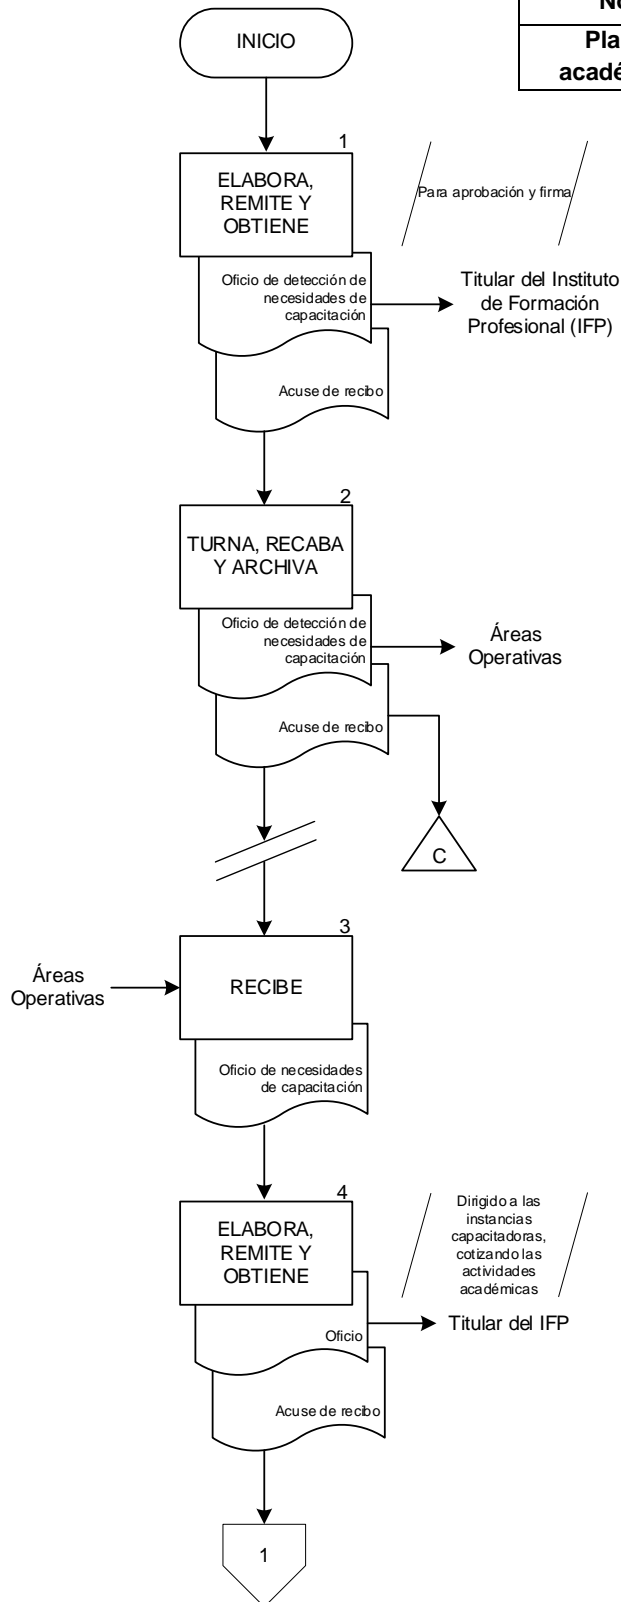 INICIO
1
ELABORA,
REMITE Y
OBTIENE
Para aprobación y firma
Oficio de detección de
necesidades de
capacitación
Titular del Instituto
de Formación
Profesional (IFP)
Acuse de recibo
2
TURNA, RECABA
Y ARCHIVA
Oficio de detección de
necesidades de
capacitación
Áreas
Operativas
Acuse de recibo
C
3
Áreas
Operativas
RECIBE
Oficio de necesidades
de capacitación
4
ELABORA,
REMITE Y
OBTIENE
Dirigido a las
instancias
capacitadoras,
cotizando las
actividades
académicas
Oficio
Titular del IFP
Acuse de recibo
1